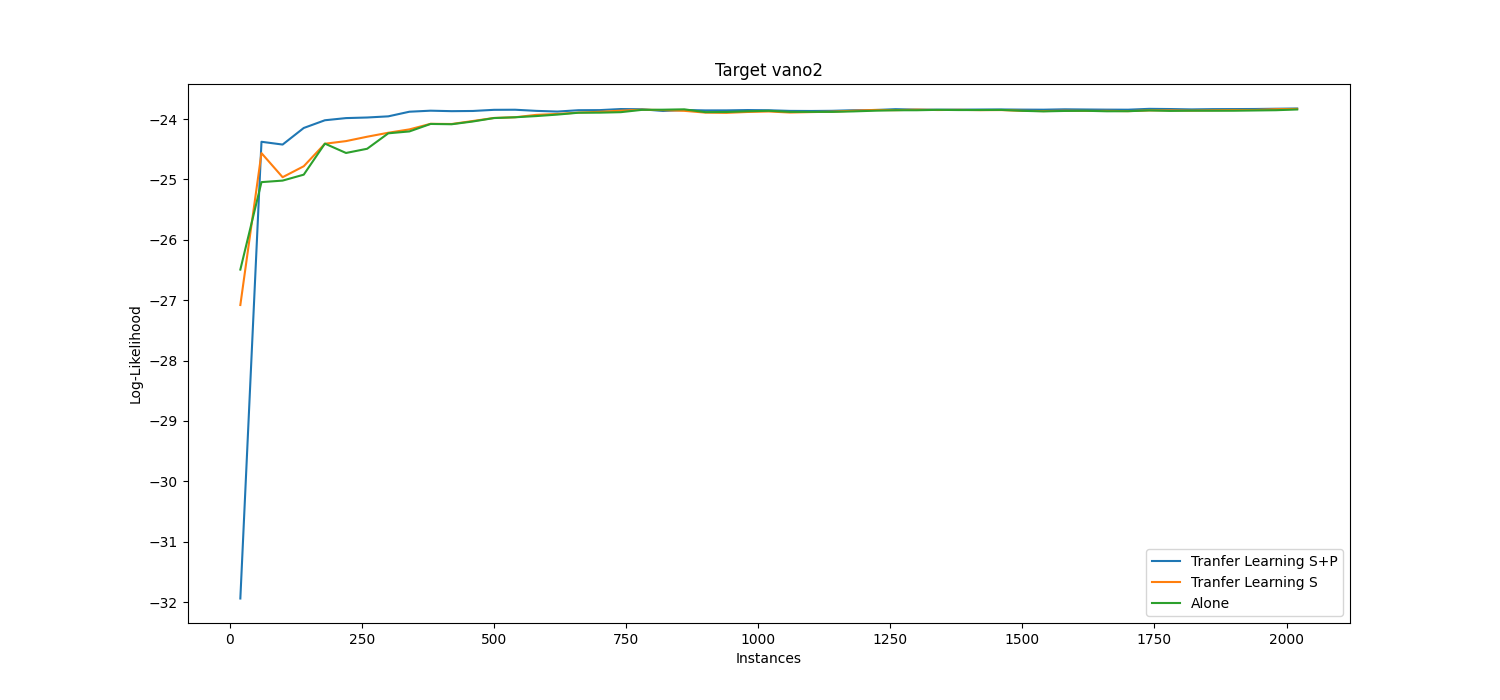 Target vano2
Log-Likelihood
−24
−25
−26
−27
−28
−29
−30
−31
−32
Tranfer Learning S+P
Tranfer Learning S
Alone
0 250 500 750 1000 1250 1500 1750 2000
Instances